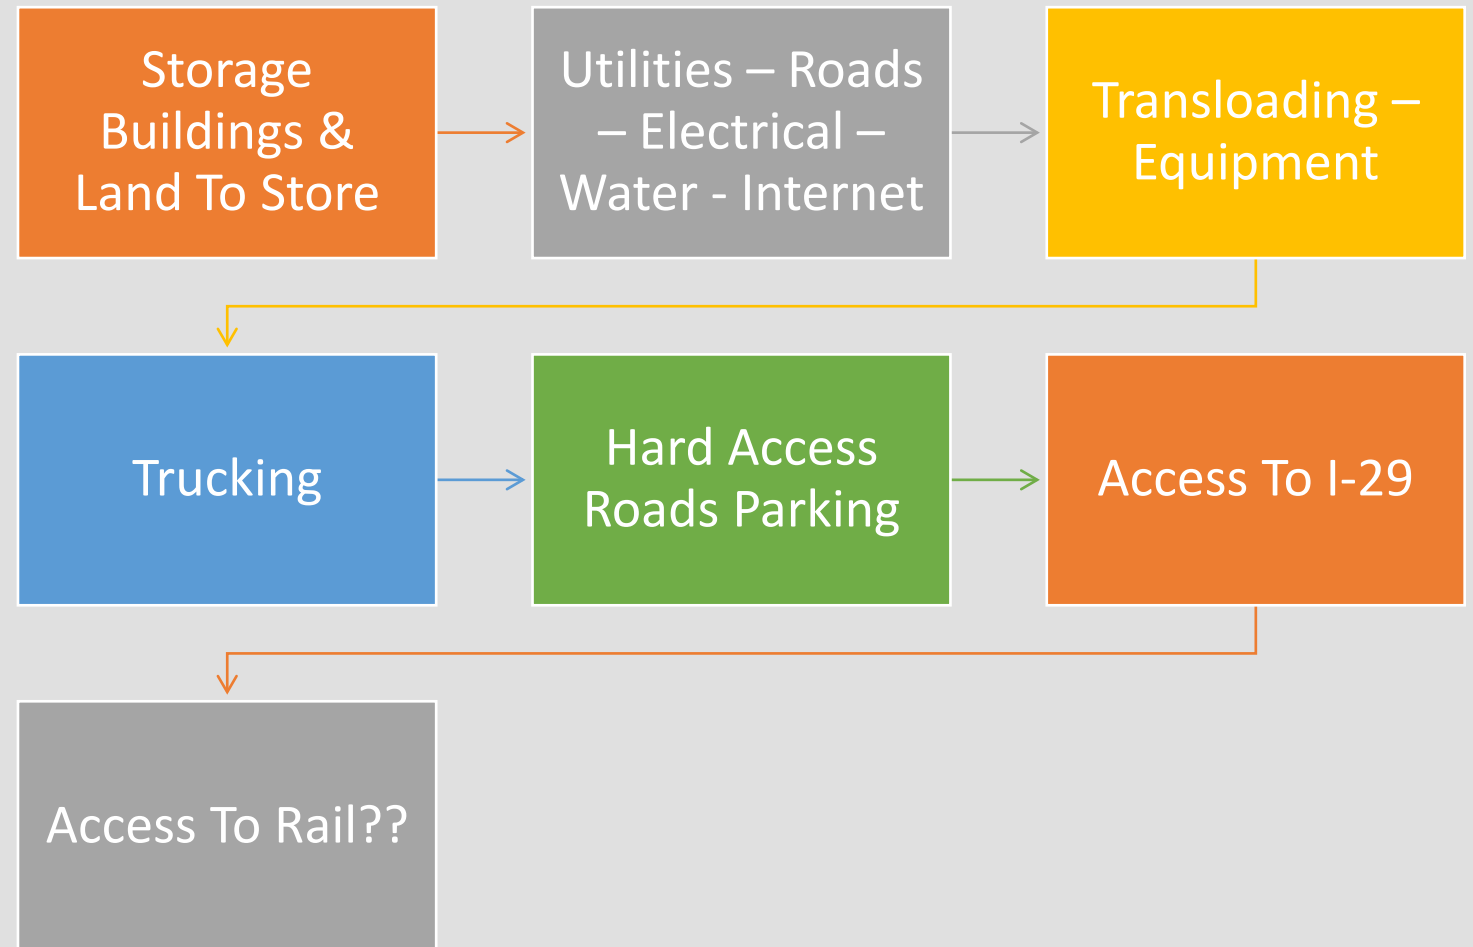 Storage
Buildings &
Land To Store
Utilities – Roads
– Electrical –
Water - Internet
Transloading –
Equipment
Trucking
Hard Access
Roads Parking
Access To I-29
Access To Rail??